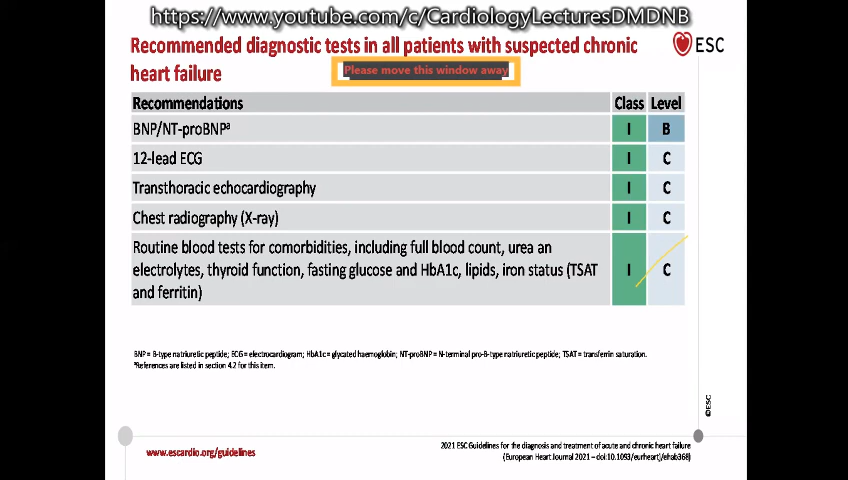 https://www.youtube.com/c/CardiologyLecturesDMDNB
Recommended diagnostic tests in all patients with suspected chronic
heart failure
ESC
Please move this window away
Recommendations Class Level
BNP/NT-proBNPᵃ I B
12-lead ECG I C
Transthoracic echocardiography I C
Chest radiography (X-ray) I C
Routine blood tests for comorbidities, including full blood count, urea an
electrolytes, thyroid function, fasting glucose and HbA1c, lipids, iron status (TSAT I C
and ferritin)
BNP = B-type natriuretic peptide; ECG = electrocardiogram; HbA1c = glycated haemoglobin; NT-proBNP = N-terminal pro-B-type natriuretic peptide; TSAT = transferrin saturation.
ᵃReferences are listed in section 4.2 for this item.
©ESC
www.escardio.org/guidelines
2021 ESC Guidelines for the diagnosis and treatment of acute and chronic heart failure
(European Heart Journal 2021 – doi:10.1093/eurheartj/ehab368)